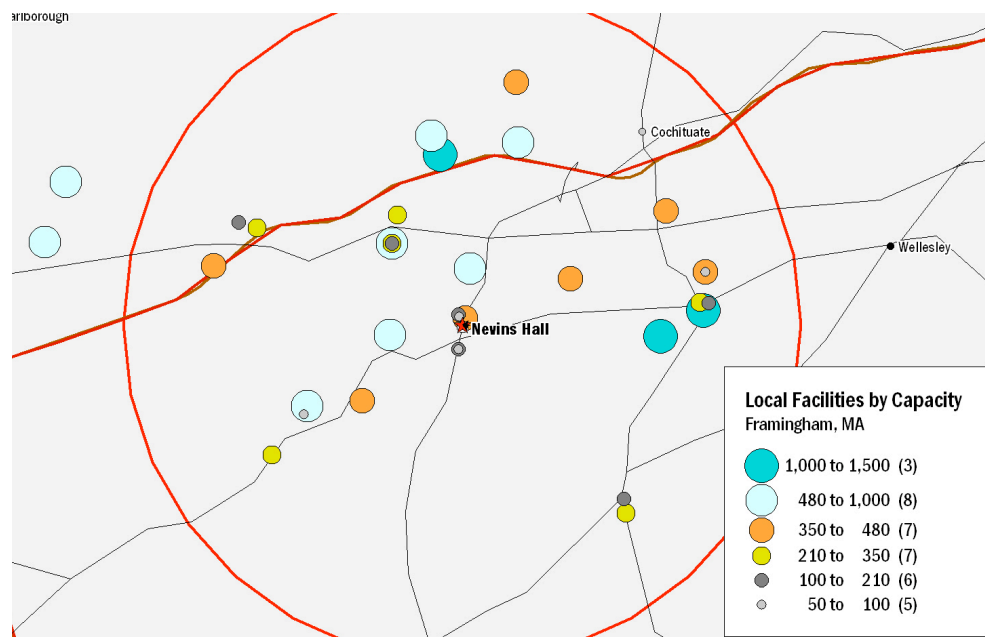 arlborough
Cochituate
Wellesley
Nevins Hall
Local Facilities by Capacity
Framingham, MA
1,000 to 1,500 (3)
480 to 1,000 (8)
350 to 480 (7)
210 to 350 (7)
100 to 210 (6)
50 to 100 (5)